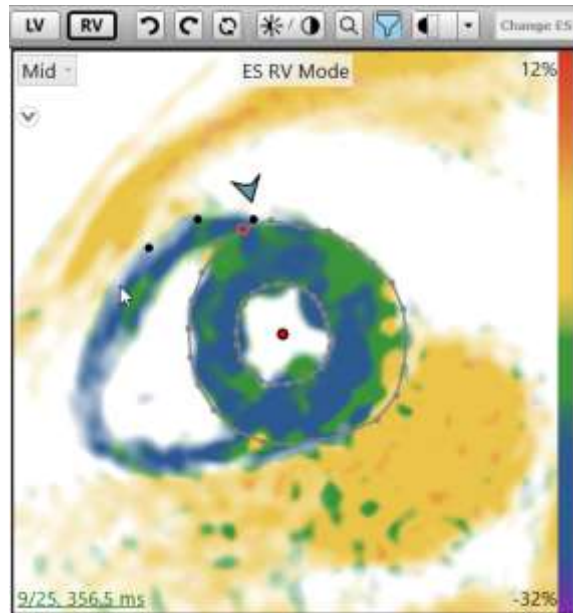 LV RV Change ES
Mid ES RV Mode 12%
9/25, 356.5 ms -32%